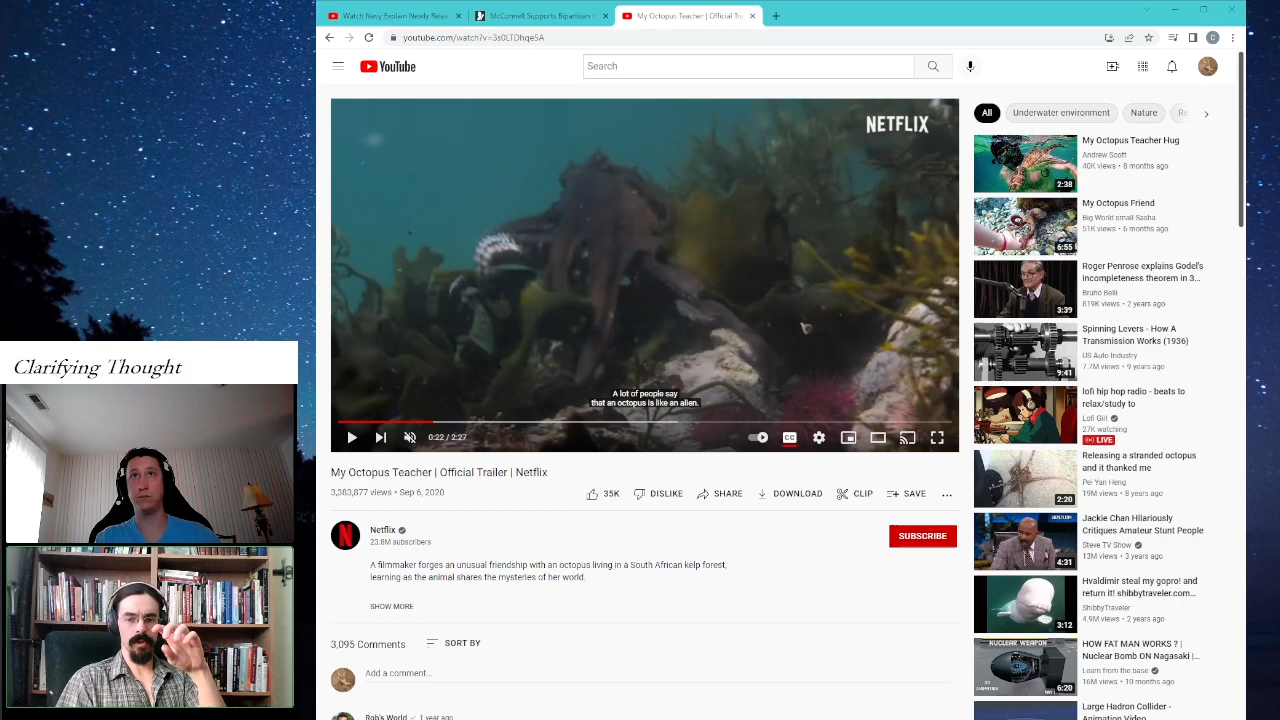 Watch Navy Explain Newly Relea
McConnell Supports Bipartisan
My Octopus Teacher | Official Tra
youtube.com/watch?v=3s0LTDhqe5A
C
YouTube
Search
NETFLIX
A lot of people say
that an octopus is like an alien.
0:22 / 2:27
CC
My Octopus Teacher | Official Trailer | Netflix
3,383,877 views • Sep 6, 2020
35K
DISLIKE
SHARE
DOWNLOAD
CLIP
SAVE
N
Netflix
23.8M subscribers
SUBSCRIBE
A filmmaker forges an unusual friendship with an octopus living in a South African kelp forest,
learning as the animal shares the mysteries of her world.
SHOW MORE
3,095 Comments
SORT BY
Add a comment...
Rob's World
1 year ago
All
Underwater environment
Nature
Re
My Octopus Teacher Hug
Andrew Scott
40K views • 8 months ago
2:38
My Octopus Friend
Big World small Sasha
51K views • 6 months ago
6:55
Roger Penrose explains Godel's
incompleteness theorem in 3...
Bruno Belli
819K views • 2 years ago
3:39
Spinning Levers - How A
Transmission Works (1936)
US Auto Industry
7.7M views • 9 years ago
9:41
lofi hip hop radio - beats to
relax/study to
Lofi Girl
27K watching
LIVE
Releasing a stranded octopus
and it thanked me
Pei Yan Heng
19M views • 8 years ago
2:20
Jackie Chan Hilariously
Critiques Amateur Stunt People
Steve TV Show
13M views • 3 years ago
4:31
Hvaldimir steal my gopro! and
return it! shibbytraveler.com...
ShibbyTraveler
4.9M views • 2 years ago
3:12
HOW FAT MAN WORKS ? |
Nuclear Bomb ON Nagasaki |...
Learn from the base
16M views • 10 months ago
NUCLEAR WEAPON
3D
ANIMATION
6:20
Large Hadron Collider -
Animation Video
Clarifying Thought